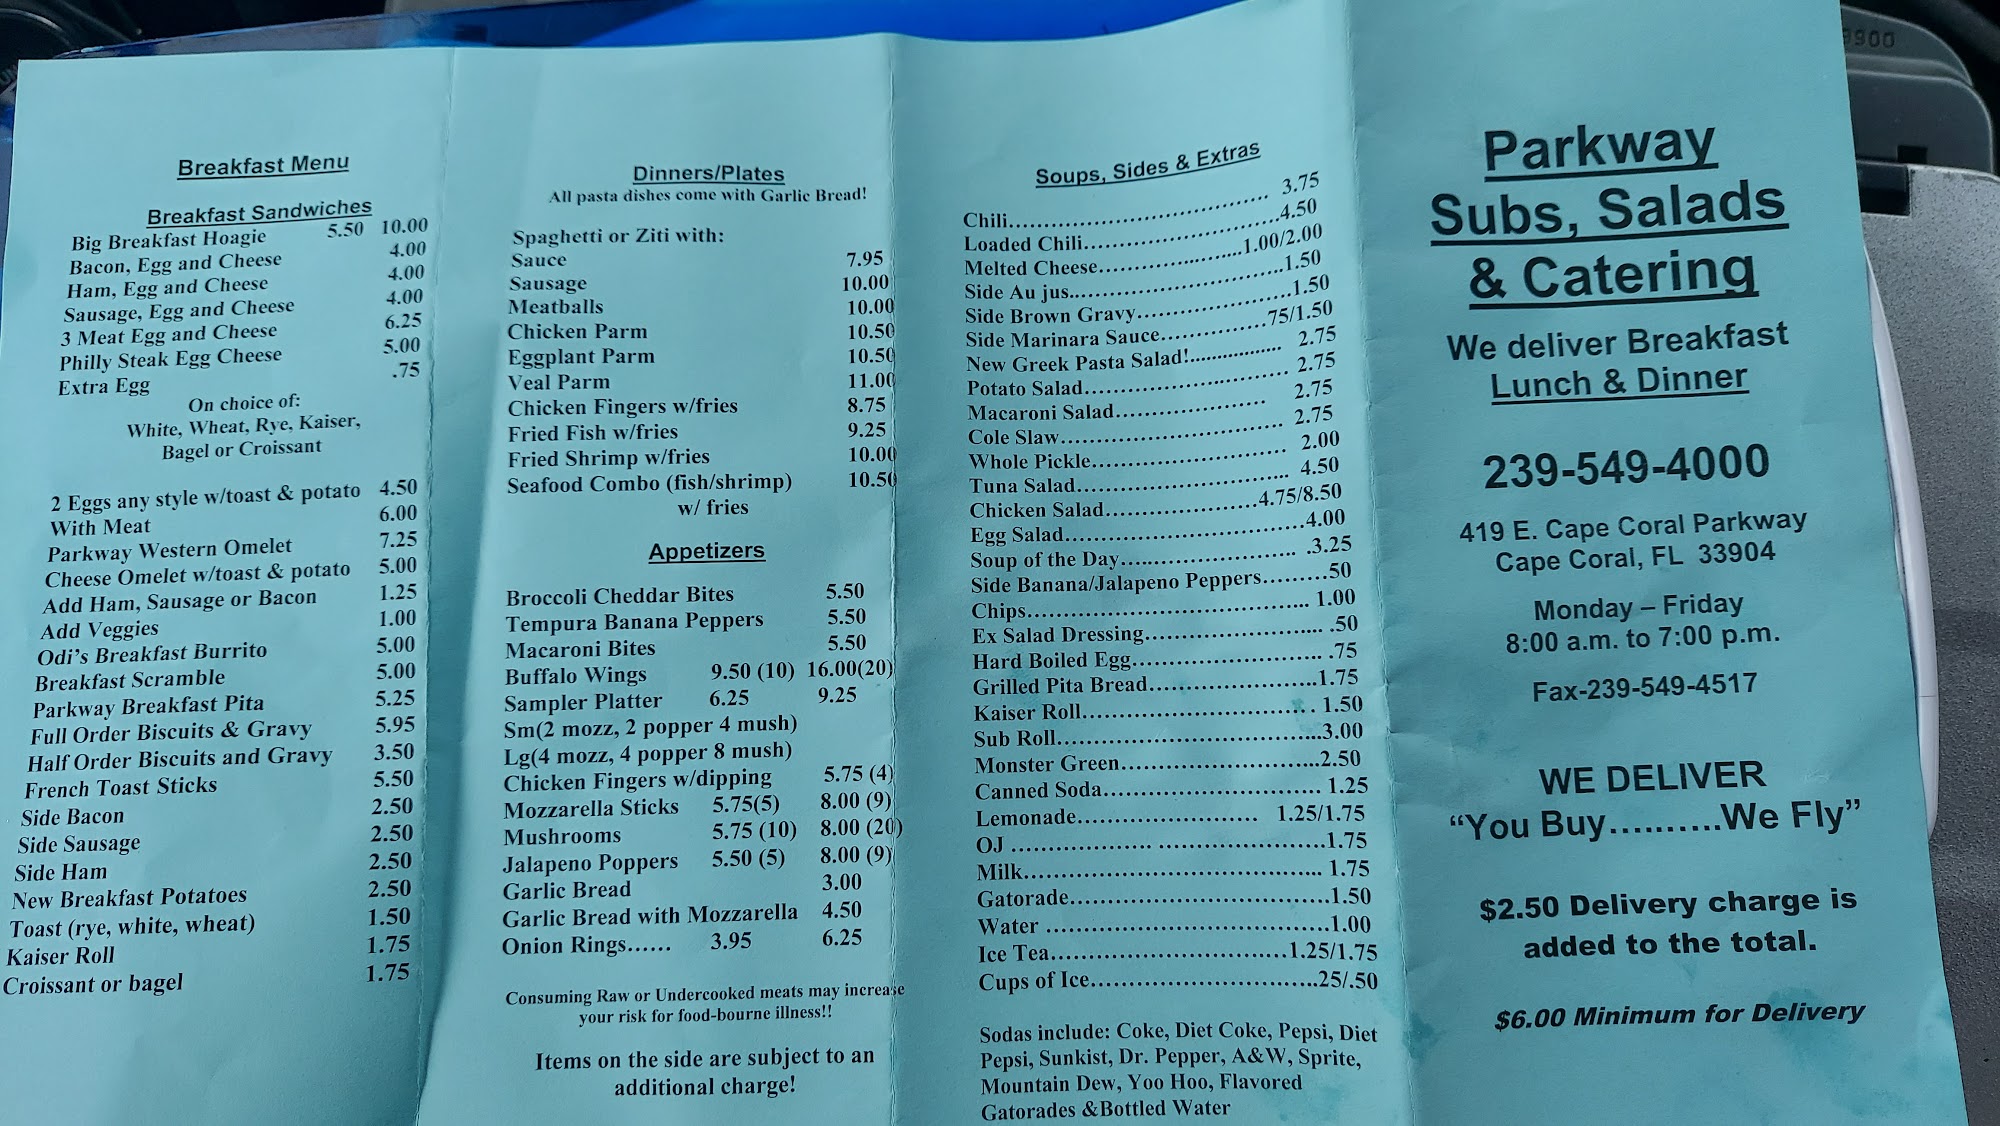 Breakfast Menu
Breakfast Sandwiches
Big Breakfast Hoagie 5.50 10.00
Bacon, Egg and Cheese 4.00
Ham, Egg and Cheese 4.00
Sausage, Egg and Cheese 4.00
3 Meat Egg and Cheese 6.25
Philly Steak Egg Cheese 5.00
Extra Egg .75
On choice of:
White, Wheat, Rye, Kaiser,
Bagel or Croissant
2 Eggs any style w/toast & potato 4.50
With Meat 6.00
Parkway Western Omelet 7.25
Cheese Omelet w/toast & potato 5.00
Add Ham, Sausage or Bacon 1.25
Add Veggies 1.00
Odi's Breakfast Burrito 5.00
Breakfast Scramble 5.00
Parkway Breakfast Pita 5.25
Full Order Biscuits & Gravy 5.95
Half Order Biscuits and Gravy 3.50
French Toast Sticks 5.50
Side Bacon 2.50
Side Sausage 2.50
Side Ham 2.50
New Breakfast Potatoes 2.50
Toast (rye, white, wheat) 1.50
Kaiser Roll 1.75
Croissant or bagel 1.75
Dinners/Plates
All pasta dishes come with Garlic Bread!
Spaghetti or Ziti with:
Sauce 7.95
Sausage 10.00
Meatballs 10.00
Chicken Parm 10.50
Eggplant Parm 10.50
Veal Parm 11.00
Chicken Fingers w/fries 8.75
Fried Fish w/fries 9.25
Fried Shrimp w/fries 10.00
Seafood Combo (fish/shrimp) 10.50
w/ fries
Appetizers
Broccoli Cheddar Bites 5.50
Tempura Banana Peppers 5.50
Macaroni Bites 5.50
Buffalo Wings 9.50 (10) 16.00(20)
Sampler Platter 6.25 9.25
Sm(2 mozz, 2 popper 4 mush)
Lg(4 mozz, 4 popper 8 mush)
Chicken Fingers w/dipping 5.75 (4)
Mozzarella Sticks 5.75(5) 8.00 (9)
Mushrooms 5.75 (10) 8.00 (20)
Jalapeno Poppers 5.50 (5) 8.00 (9)
Garlic Bread 3.00
Garlic Bread with Mozzarella 4.50
Onion Rings...... 3.95 6.25
Consuming Raw or Undercooked meats may increase
your risk for food-bourne illness!!
Items on the side are subject to an
additional charge!
Soups, Sides & Extras
Chili........................................ 3.75
Loaded Chili..............................4.50
Melted Cheese........................1.00/2.00
Side Au jus................................1.50
Side Brown Gravy.......................1.50
Side Marinara Sauce..............75/1.50
New Greek Pasta Salad!................ 2.75
Potato Salad.............................. 2.75
Macaroni Salad....................... 2.75
Cole Slaw................................. 2.75
Whole Pickle............................. 2.00
Tuna Salad................................ 4.50
Chicken Salad......................4.75/8.50
Egg Salad..................................4.00
Soup of the Day........................ .3.25
Side Banana/Jalapeno Peppers.........50
Chips........................................ 1.00
Ex Salad Dressing.......................... .50
Hard Boiled Egg........................... .75
Grilled Pita Bread........................1.75
Kaiser Roll................................ 1.50
Sub Roll.....................................3.00
Monster Green............................2.50
Canned Soda.............................. 1.25
Lemonade.......................... 1.25/1.75
OJ ..........................................1.75
Milk.......................................... 1.75
Gatorade....................................1.50
Water .......................................1.00
Ice Tea.................................1.25/1.75
Cups of Ice................................25/.50
Sodas include: Coke, Diet Coke, Pepsi, Diet
Pepsi, Sunkist, Dr. Pepper, A&W, Sprite,
Mountain Dew, Yoo Hoo, Flavored
Gatorades &Bottled Water
Parkway
Subs, Salads
& Catering
We deliver Breakfast
Lunch & Dinner
239-549-4000
419 E. Cape Coral Parkway
Cape Coral, FL 33904
Monday – Friday
8:00 a.m. to 7:00 p.m.
Fax-239-549-4517
WE DELIVER
“You Buy..........We Fly”
$2.50 Delivery charge is
added to the total.
$6.00 Minimum for Delivery